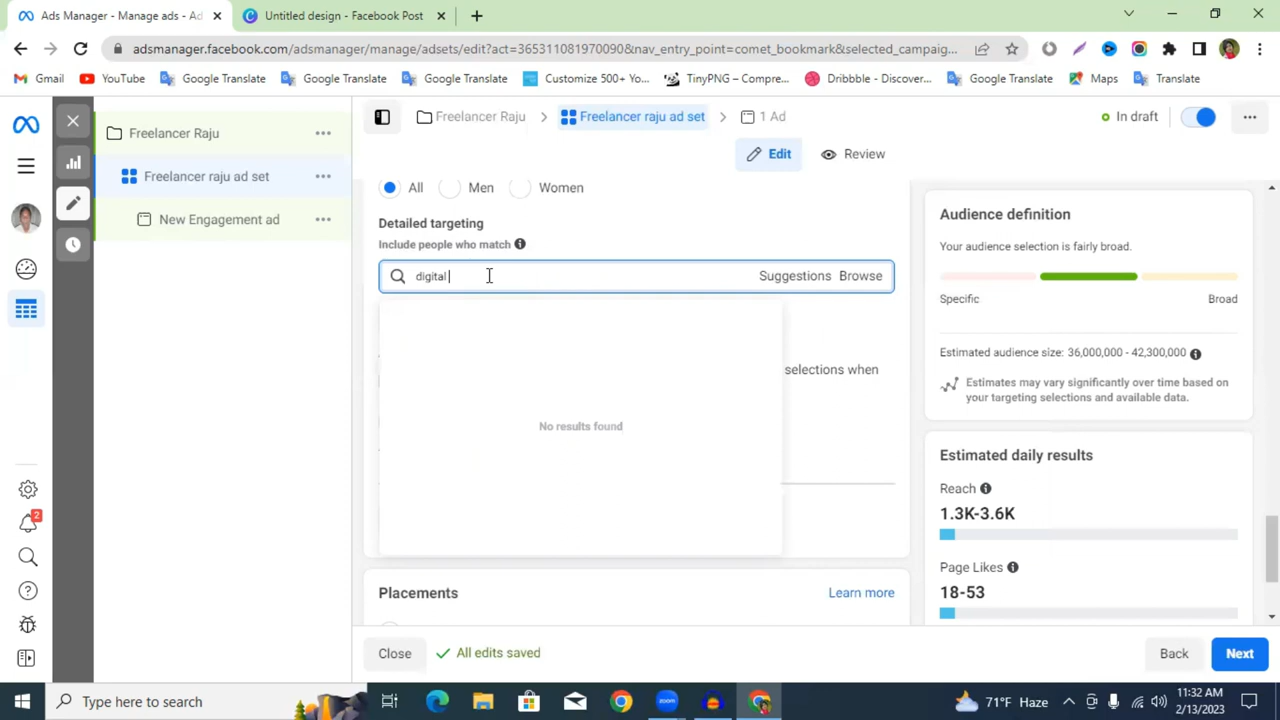 Ads Manager - Manage ads - Ad
Untitled design - Facebook Post
adsmanager.facebook.com/adsmanager/manage/adsets/edit?act=365311081970090&nav_entry_point=comet_bookmark&selected_campaig...
Gmail
YouTube
Google Translate
Google Translate
Google Translate
Customize 500+ Yo...
TinyPNG – Compre...
Dribbble - Discover...
Google Translate
Maps
Translate
Freelancer Raju
Freelancer raju ad set
New Engagement ad
Freelancer Raju
Freelancer raju ad set
1 Ad
In draft
Edit
Review
All
Men
Women
Detailed targeting
Include people who match
digital
Suggestions
Browse
No results found
selections when
Placements
Learn more
Audience definition
Your audience selection is fairly broad.
Specific
Broad
Estimated audience size: 36,000,000 - 42,300,000
Estimates may vary significantly over time based on
your targeting selections and available data.
Estimated daily results
Reach
1.3K-3.6K
Page Likes
18-53
Close
All edits saved
Back
Next
2
Type here to search
zoom
71°F Haze
11:32 AM
2/13/2023